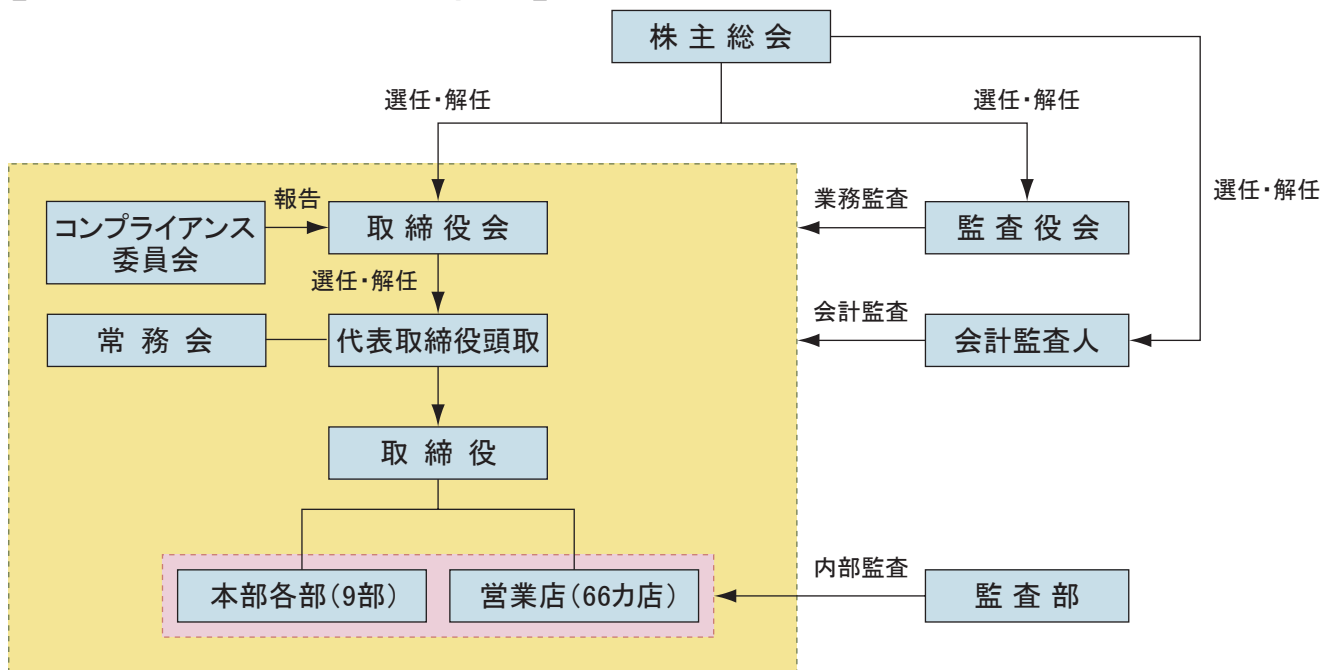 株主総会
選任・解任
選任・解任
選任・解任
コンプライアンス
委員会
報告
取締役会
業務監査
監査役会
選任・解任
常務会
代表取締役頭取
会計監査
会計監査人
取締役
本部各部(9部)
営業店(66カ店)
内部監査
監査部